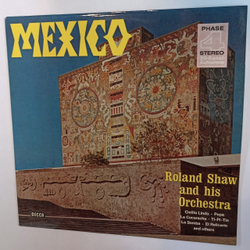 MEXICO
PHASE
4
STEREO
Roland Shaw
and his
Orchestra
Cielito Lindo - Pepe
La Cucaracha - Ti-Pi-Tin
La Bamba - El Relicario
and others
DECCA